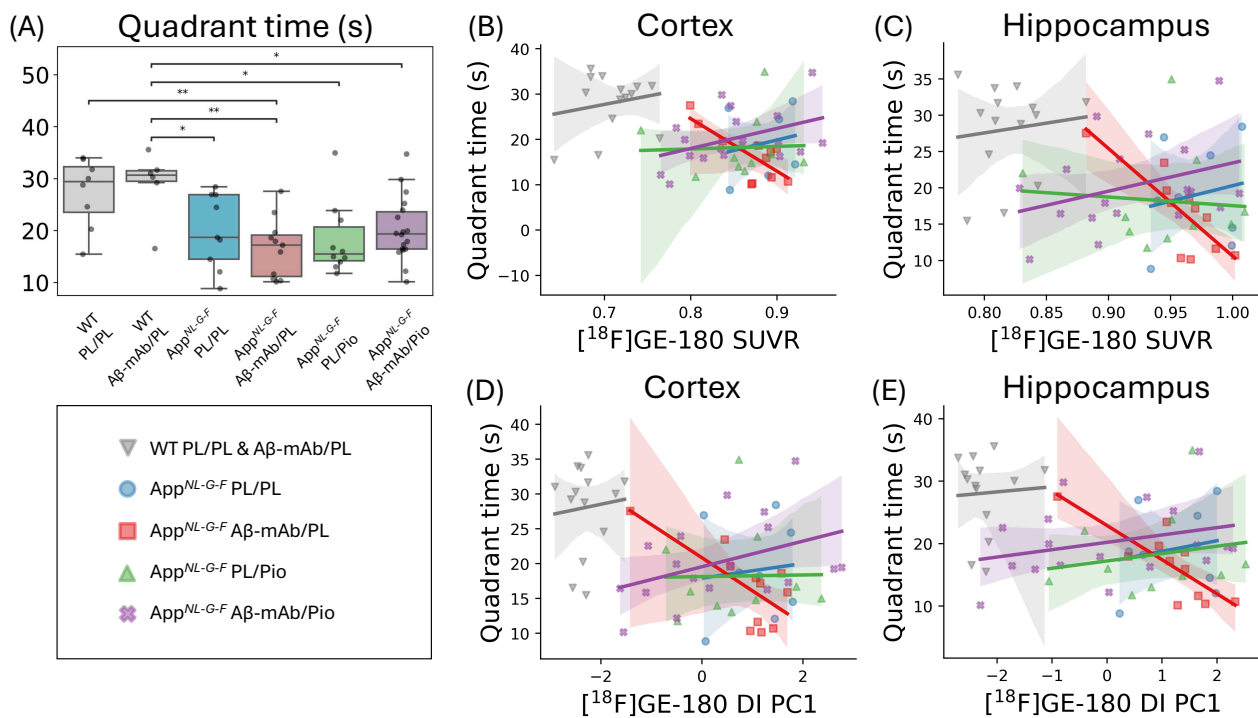 (A) Quadrant time (s)
50
40
30
20
10
* 
*
**
**
*
WT
PL/PL
WT
Aβ-mAb/PL
App^NL-G-F
PL/PL
App^NL-G-F
Aβ-mAb/PL
App^NL-G-F
PL/Pio
App^NL-G-F
Aβ-mAb/Pio
(B) Cortex
Quadrant time (s)
40
30
20
10
0
−10
0.7 0.8 0.9
[¹⁸F]GE-180 SUVR
(C) Hippocampus
Quadrant time (s)
35
30
25
20
15
10
0.80 0.85 0.90 0.95 1.00
[¹⁸F]GE-180 SUVR
WT PL/PL & Aβ-mAb/PL
App^NL-G-F PL/PL
App^NL-G-F Aβ-mAb/PL
App^NL-G-F PL/Pio
App^NL-G-F Aβ-mAb/Pio
(D) Cortex
Quadrant time (s)
40
35
30
25
20
15
10
−2 0 2
[¹⁸F]GE-180 DI PC1
(E) Hippocampus
Quadrant time (s)
40
30
20
10
−2 −1 0 1 2
[¹⁸F]GE-180 DI PC1